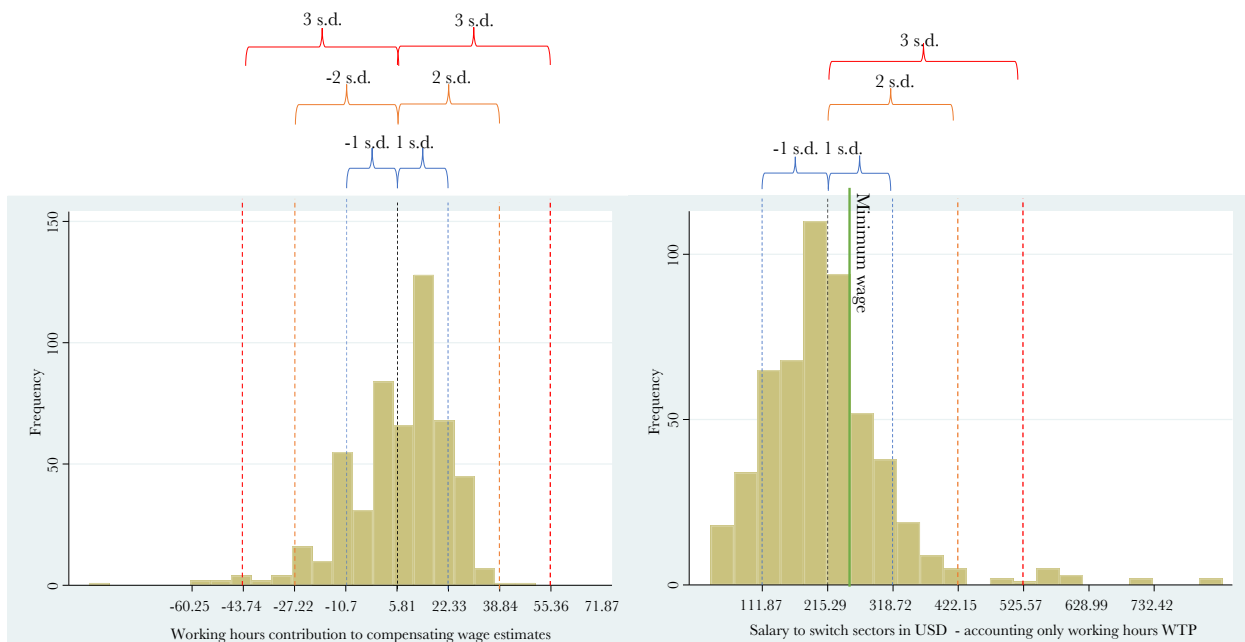 3 s.d. 3 s.d.
-2 s.d. 2 s.d.
-1 s.d. 1 s.d.
150
100
50
0
Frequency
-60.25 -43.74 -27.22 -10.7 5.81 22.33 38.84 55.36 71.87
Working hours contribution to compensating wage estimates
3 s.d.
2 s.d.
-1 s.d. 1 s.d.
Minimum wage
100
50
0
Frequency
111.87 215.29 318.72 422.15 525.57 628.99 732.42
Salary to switch sectors in USD - accounting only working hours WTP